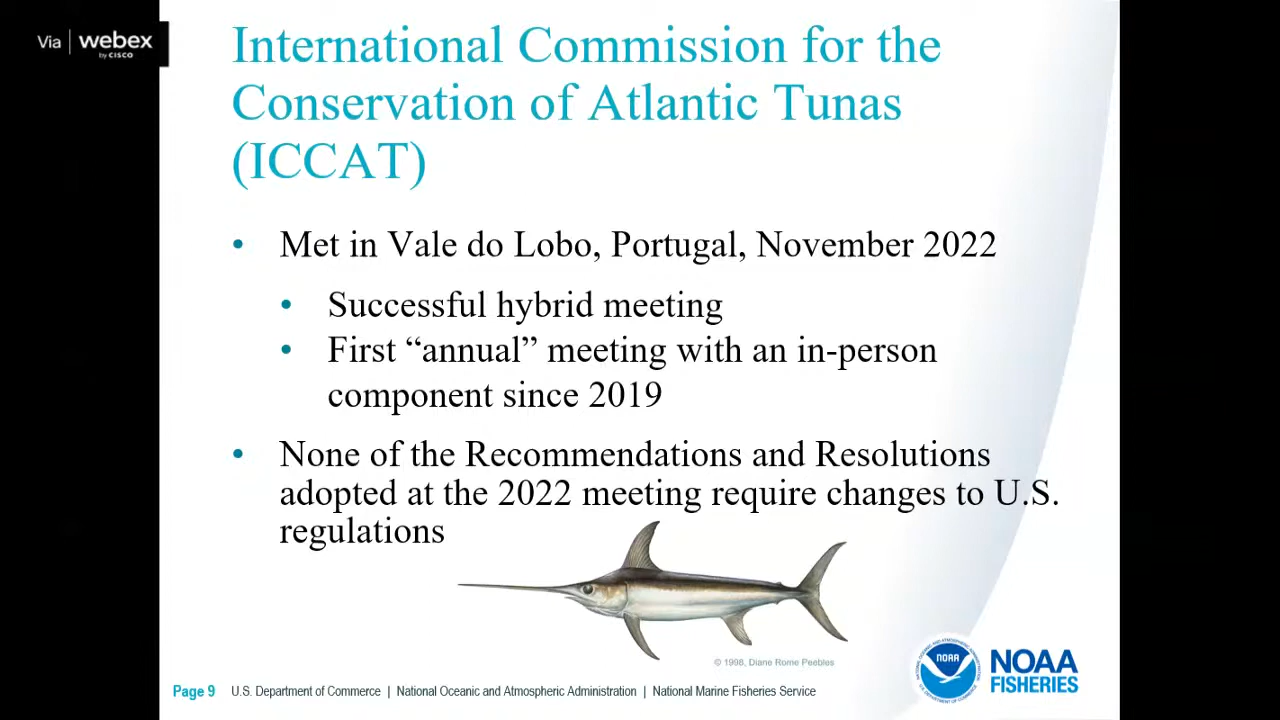 Via | webex
by CISCO
International Commission for the
Conservation of Atlantic Tunas
(ICCAT)
• Met in Vale do Lobo, Portugal, November 2022
• Successful hybrid meeting
• First “annual” meeting with an in-person
component since 2019
• None of the Recommendations and Resolutions
adopted at the 2022 meeting require changes to U.S.
regulations
© 1998, Diane Rome Peebles
NOAA
NOAA
FISHERIES
Page 9 U.S. Department of Commerce | National Oceanic and Atmospheric Administration | National Marine Fisheries Service